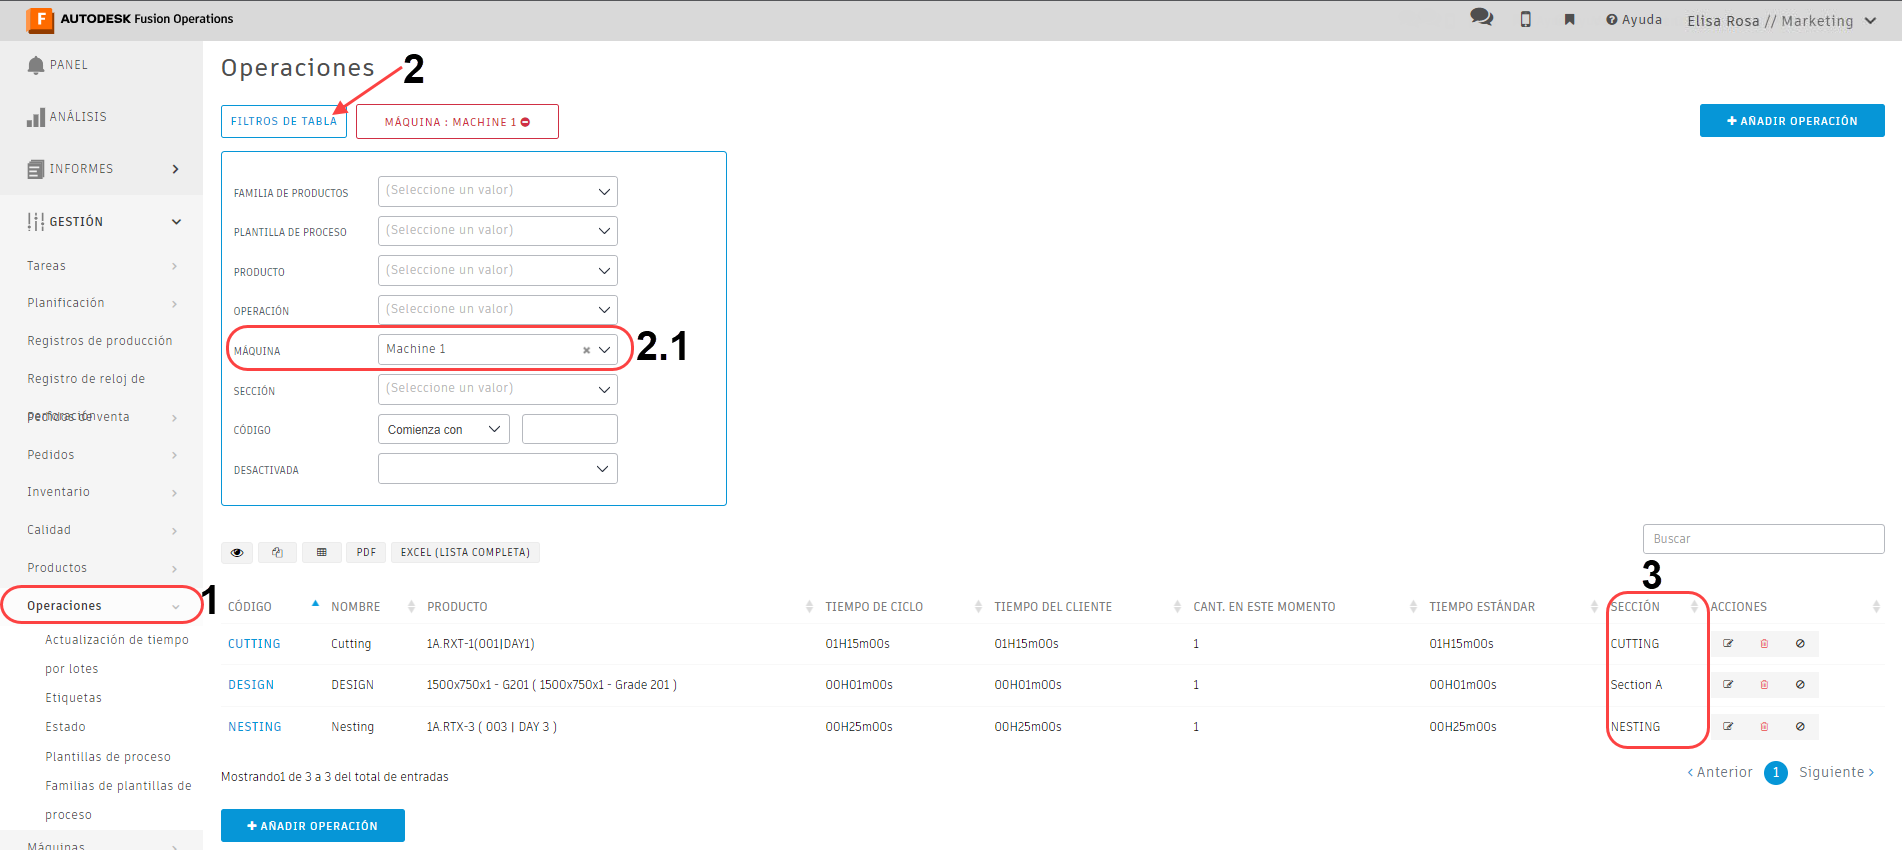 AUTODESK Fusion Operations
Ayuda
Elisa Rosa // Marketing
PANEL
ANÁLISIS
INFORMES
GESTIÓN
Tareas
Planificación
Registros de producción
Registro de reloj de
perforación
Pedidos de venta
Pedidos
Inventario
Calidad
Productos
Operaciones
1
Actualización de tiempo
por lotes
Etiquetas
Estado
Plantillas de proceso
Familias de plantillas de
proceso
Máquinas
Operaciones
2
FILTROS DE TABLA
MÁQUINA : MACHINE 1
+ AÑADIR OPERACIÓN
FAMILIA DE PRODUCTOS (Seleccione un valor)
PLANTILLA DE PROCESO (Seleccione un valor)
PRODUCTO (Seleccione un valor)
OPERACIÓN (Seleccione un valor)
MÁQUINA Machine 1 × 2.1
SECCIÓN (Seleccione un valor)
CÓDIGO Comienza con
DESACTIVADA
PDF EXCEL (LISTA COMPLETA)
Buscar
3
CÓDIGO NOMBRE PRODUCTO TIEMPO DE CICLO TIEMPO DEL CLIENTE CANT. EN ESTE MOMENTO TIEMPO ESTÁNDAR SECCIÓN ACCIONES
CUTTING Cutting 1A.RXT-1(001|DAY1) 01H15m00s 01H15m00s 1 01H15m00s CUTTING
DESIGN DESIGN 1500x750x1 - G201 ( 1500x750x1 - Grade 201 ) 00H01m00s 00H01m00s 1 00H01m00s Section A
NESTING Nesting 1A.RTX-3 ( 003 | DAY 3 ) 00H25m00s 00H25m00s 1 00H25m00s NESTING
Mostrando1 de 3 a 3 del total de entradas
< Anterior 1 Siguiente >
+ AÑADIR OPERACIÓN